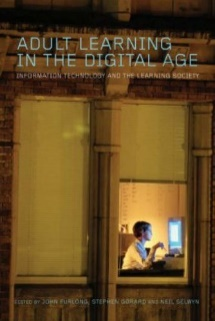 ADULT LEARNING
IN THE DIGITAL AGE
INFORMATION TECHNOLOGY AND THE LEARNING SOCIETY
EDITED BY JOHN FURLONG, STEPHEN GORARD AND NEIL SELWYN